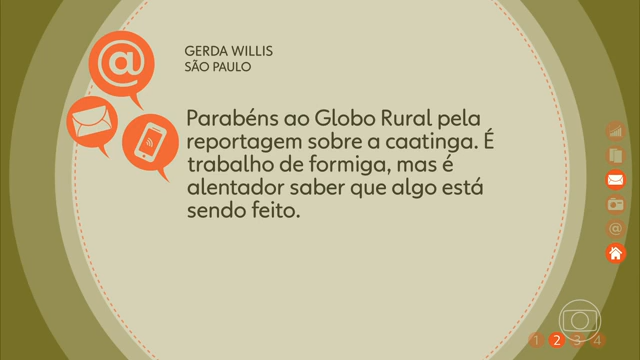 GERDA WILLIS
SÃO PAULO
Parabéns ao Globo Rural pela
reportagem sobre a caatinga. É
trabalho de formiga, mas é
alentador saber que algo está
sendo feito.
@
@
1 2 3 4